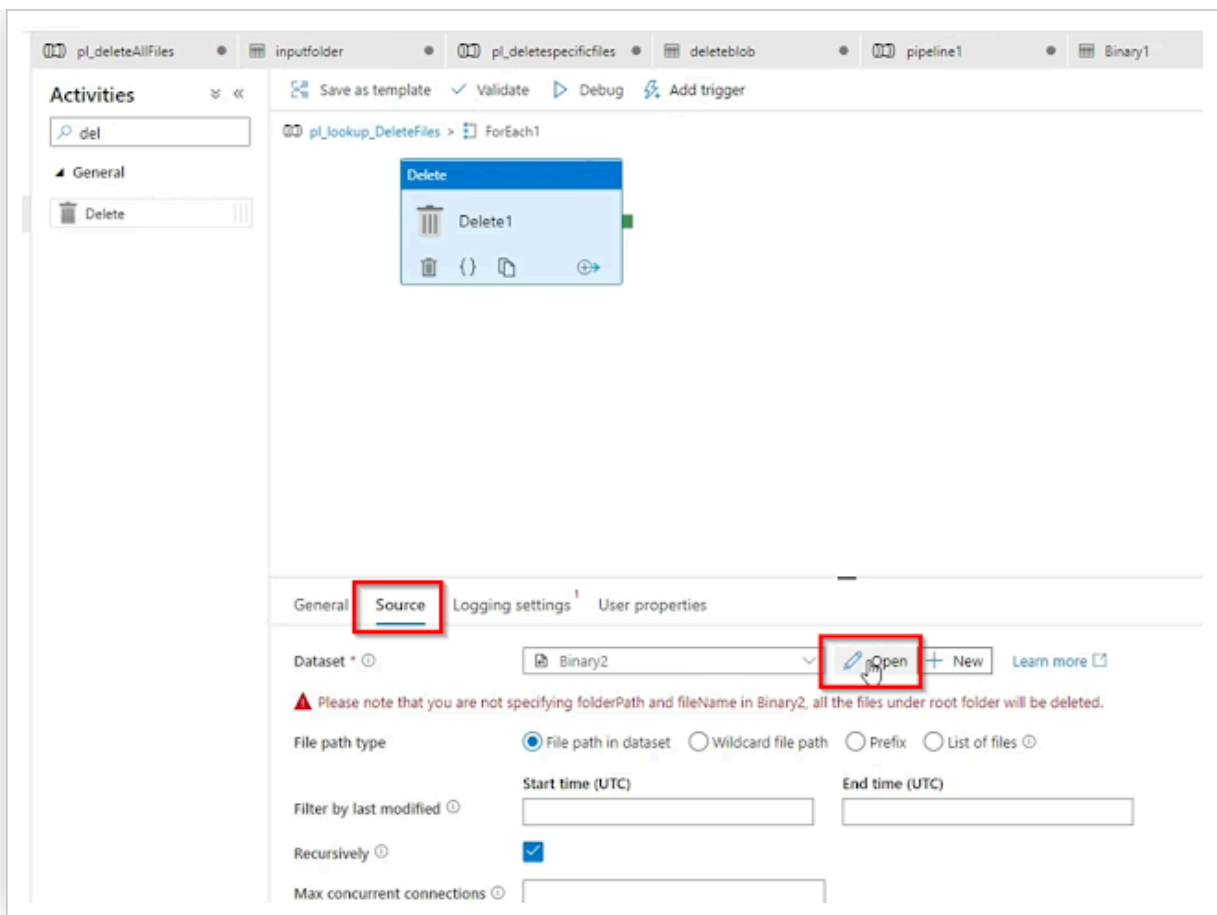 pl_deleteAllFiles inputfolder pl_deletespecificfiles deleteblob pipeline1 Binary1
Activities
Save as template Validate Debug Add trigger
del
pl_lookup_DeleteFiles > ForEach1
General
Delete
Delete
Delete1
{}
General Source Logging settings 1 User properties
Dataset * Binary2 Open + New Learn more
Please note that you are not specifying folderPath and fileName in Binary2, all the files under root folder will be deleted.
File path type File path in dataset Wildcard file path Prefix List of files
Start time (UTC) End time (UTC)
Filter by last modified
Recursively
Max concurrent connections